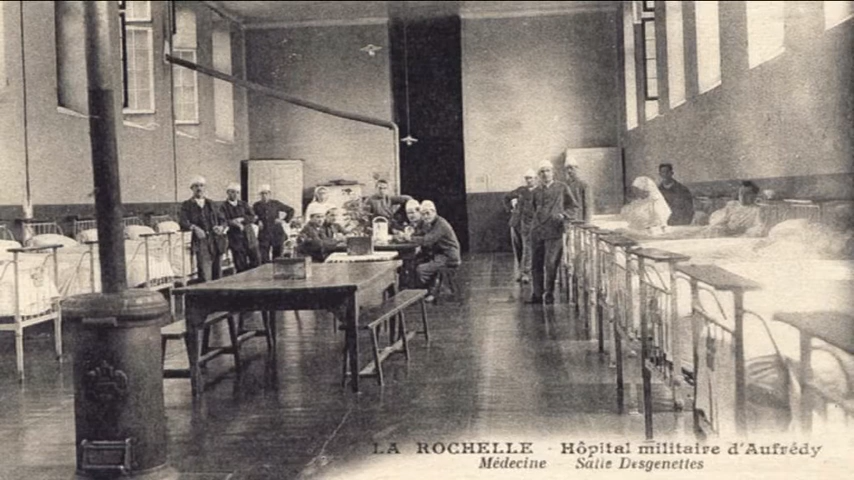 LA ROCHELLE - Hôpital militaire d'Aufrédy
Médecine Salle Desgenettes